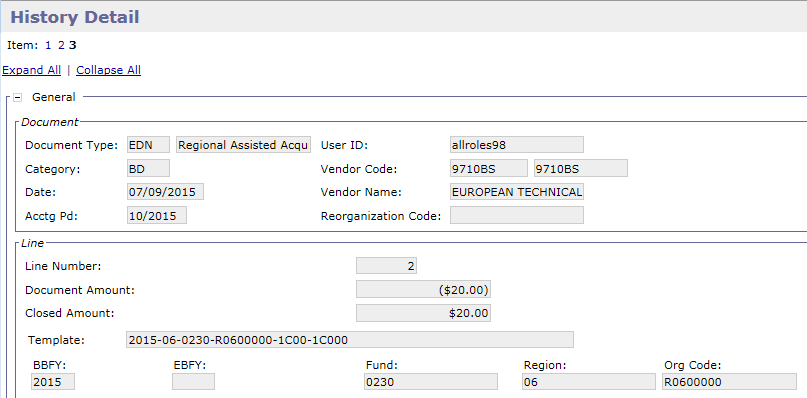 History Detail
Item: 1 2 3
Expand All | Collapse All
General
Document
Document Type: EDN Regional Assisted Acqu User ID: allroles98
Category: BD Vendor Code: 9710BS 9710BS
Date: 07/09/2015 Vendor Name: EUROPEAN TECHNICAL
Acctg Pd: 10/2015 Reorganization Code:
Line
Line Number: 2
Document Amount: ($20.00)
Closed Amount: $20.00
Template: 2015-06-0230-R0600000-1C00-1C000
BBFY: EBFY: Fund: Region: Org Code:
2015 0230 06 R0600000